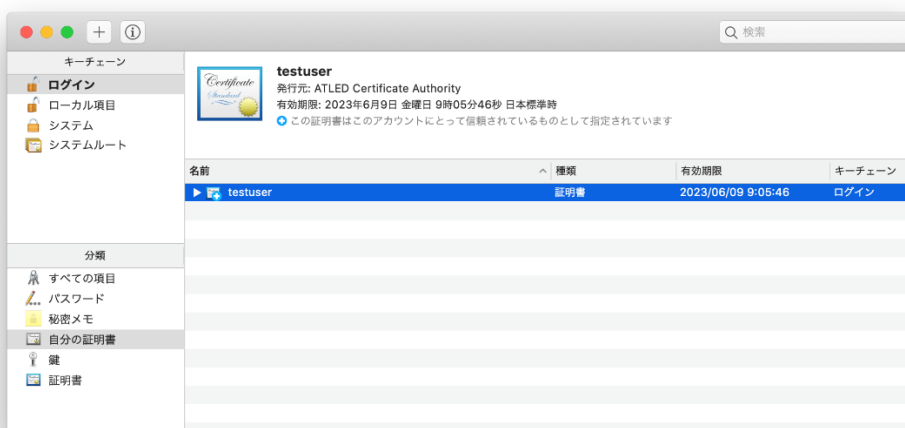 検索
キーチェーン
ログイン
ローカル項目
システム
システムルート
Certificate
Standard
testuser
発行元: ATLED Certificate Authority
有効期限: 2023年6月9日 金曜日 9時05分46秒 日本標準時
この証明書はこのアカウントにとって信頼されているものとして指定されています
名前 種類 有効期限 キーチェーン
testuser 証明書 2023/06/09 9:05:46 ログイン
分類
すべての項目
パスワード
秘密メモ
自分の証明書
鍵
証明書